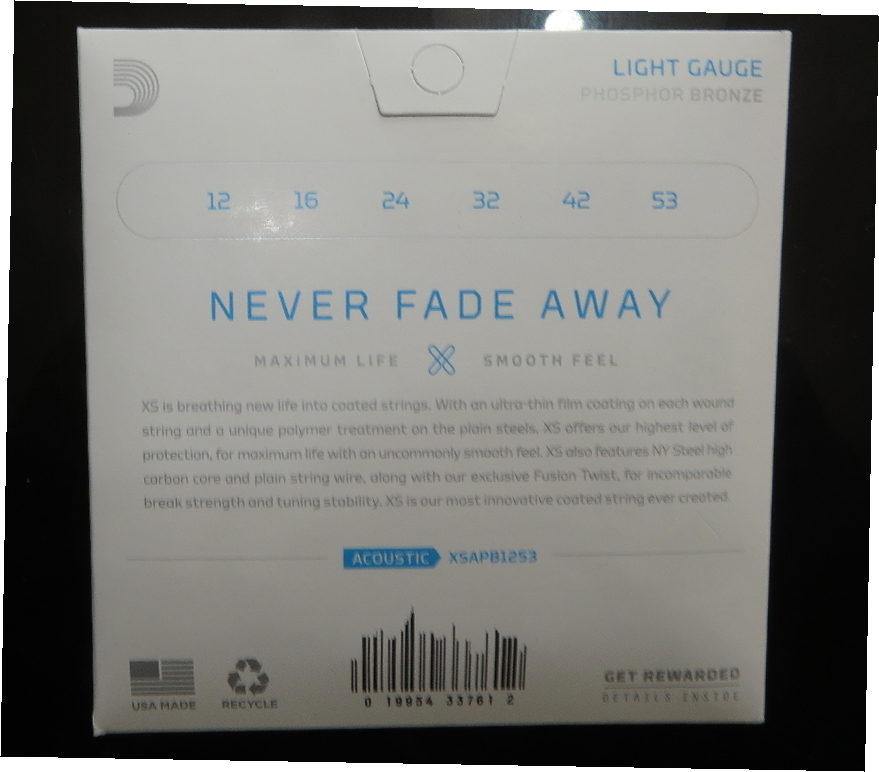 LIGHT GAUGE
PHOSPHOR BRONZE
12 16 24 32 42 53
NEVER FADE AWAY
MAXIMUM LIFE SMOOTH FEEL
XS is breathing new life into coated strings. With an ultra-thin film coating on each wound
string and a unique polymer treatment on the plain steels, XS offers our highest level of
protection, for maximum life with an uncommonly smooth feel. XS also features NY Steel high
carbon core and plain string wire, along with our exclusive Fusion Twist, for incomparable
break strength and tuning stability. XS is our most innovative coated string ever created.
ACOUSTIC XSAPB1253
USA MADE
RECYCLE
0 19954 33761 2
GET REWARDED
DETAILS INSIDE